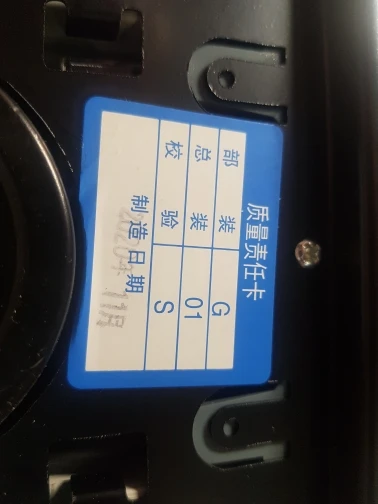 质量责任卡
部装 G
总装 01
校验 S
制造日期
2020年11月